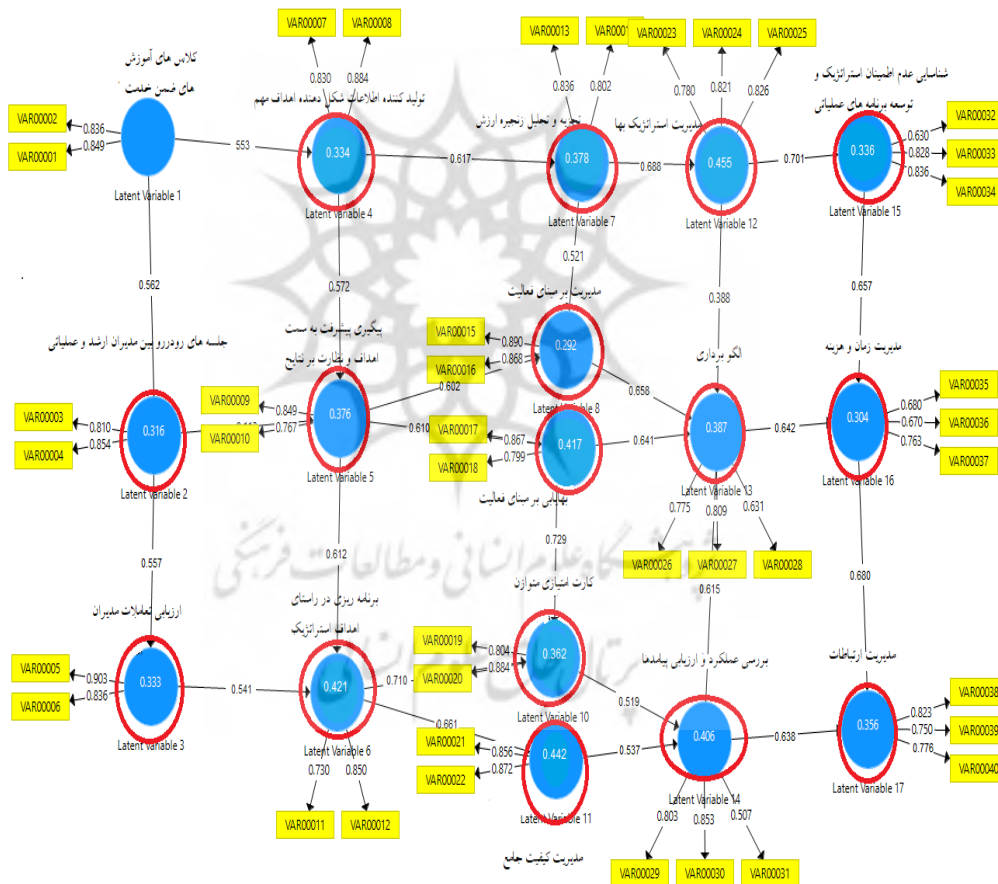 VAR00007
VAR00008
VAR00013
VAR00023
VAR00024
VAR00025
کلاس های آموزش
های ضمن خدمت
0.830
0.884
0.836
0.802
0.780
0.821
0.826
شناسایی عدم اطمینان استراتژیک و
توسعه برنامه های عملیاتی
تولید کننده اطلاعات شکل دهنده اهداف مهم
تجزیه و تحلیل زنجیره ارزش
مدیریت استراتژیک بها
VAR00002
0.836
VAR00001
0.849
553
0.334
0.617
0.378
0.688
0.455
0.701
0.336
0.630
VAR00032
0.828
VAR00033
0.836
VAR00034
Latent Variable 1
Latent Variable 4
Latent Variable 7
Latent Variable 12
Latent Variable 15
0.562
0.572
0.521
0.388
0.657
مدیریت بر مبنای فعالیت
جلسه های رودررو بین مدیران ارشد و عملیاتی
پیگیری پیشرفت به سمت
اهداف و نظارت بر نتایج
الگو برداری
مدیریت زمان و هزینه
VAR00015
0.890
VAR00016
0.868
0.602
0.292
0.658
Latent Variable 8
VAR00003
0.810
VAR00004
0.854
0.316
VAR00009
0.849
VAR00010
0.767
0.376
0.610
VAR00017
0.867
VAR00018
0.799
0.417
0.641
0.387
0.642
0.304
0.680
VAR00035
0.670
VAR00036
0.763
VAR00037
Latent Variable 2
Latent Variable 5
بهایابی بر مبنای فعالیت
Latent Variable 13
Latent Variable 16
0.775
0.809
0.631
VAR00026
VAR00027
VAR00028
0.557
0.612
0.729
0.615
0.680
پژوهشگاه علوم انسانی و مطالعات فرهنگی
پرتال جامع علوم انسانی
ارزیابی تعاملات مدیران
برنامه ریزی در راستای
اهداف استراتژیک
کارت امتیازی متوازن
بررسی عملکرد و ارزیابی پیامدها
مدیریت ارتباطات
VAR00005
0.903
VAR00006
0.836
0.333
0.541
0.421
0.710
VAR00019
0.804
VAR00020
0.884
0.362
0.519
Latent Variable 10
Latent Variable 3
Latent Variable 6
0.661
VAR00021
0.856
VAR00022
0.872
0.442
0.537
0.406
0.638
0.356
0.823
VAR00038
0.750
VAR00039
0.776
VAR00040
Latent Variable 11
Latent Variable 14
Latent Variable 17
0.730
0.850
VAR00011
VAR00012
0.803
0.853
0.507
مدیریت کیفیت جامع
VAR00029
VAR00030
VAR00031